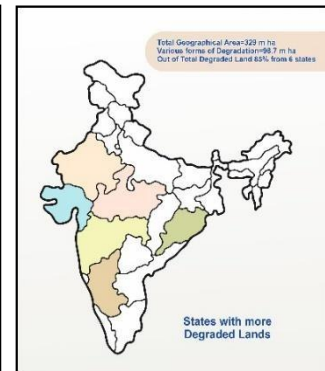 Total Geographical Area=329 m ha
Various forms of Degradation=98.7 m ha
Out of Total Degraded Land 85% from 6 states
States with more
Degraded Lands